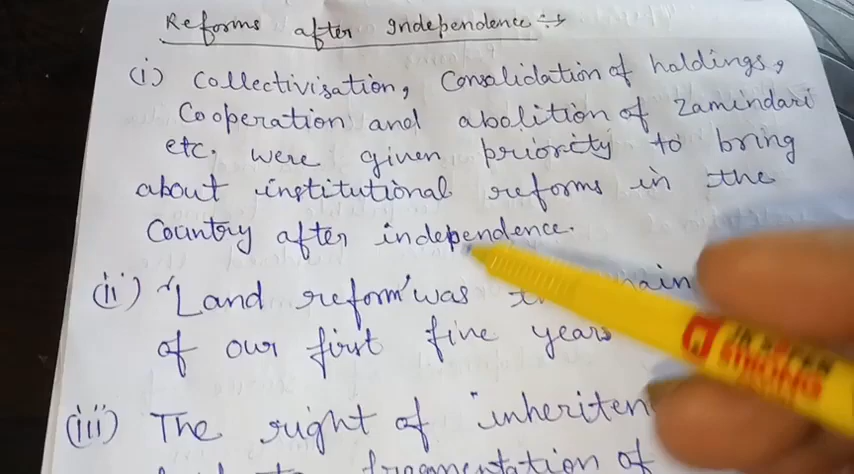 Reforms after Independence :→
(i) Collectivisation, Consolidation of holdings,
Cooperation and abolition of Zamindari
etc. were given priority to bring
about institutional reforms in the
Country after independence.
(ii) 'Land reform' was
of our first five years
(iii) The right of "inheriten
fragmentation of